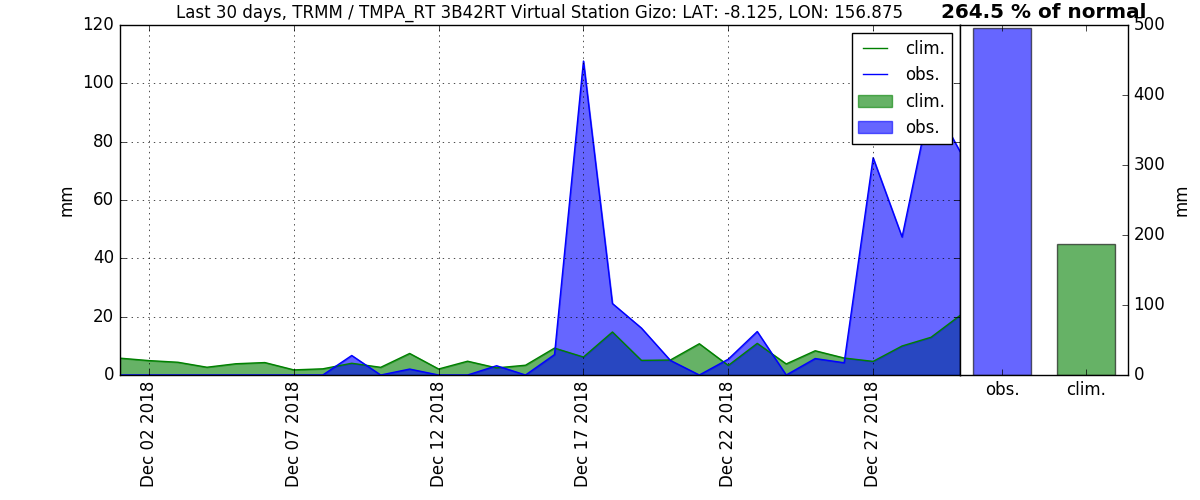 Last 30 days, TRMM / TMPA_RT 3B42RT Virtual Station Gizo: LAT: -8.125, LON: 156.875
264.5 % of normal
120
100
80
60
40
20
0
mm
clim.
obs.
clim.
obs.
Dec 02 2018
Dec 07 2018
Dec 12 2018
Dec 17 2018
Dec 22 2018
Dec 27 2018
500
400
300
200
100
0
mm
obs.
clim.